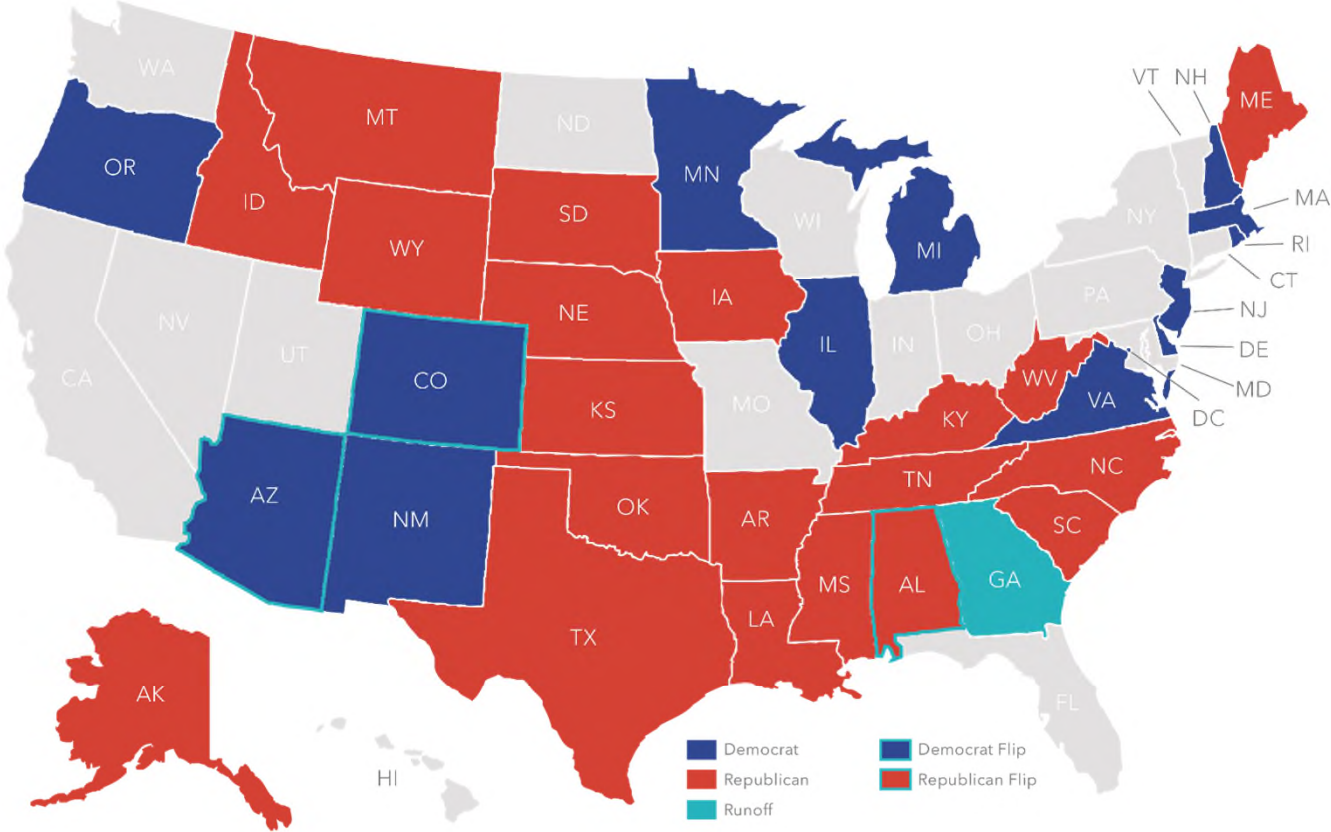 WA
MT
ND
OR
ID
WY
SD
MN
WI
MI
VT NH
ME
NY
MA
RI
CT
NV
UT
CA
NE
IA
IL
IN
OH
PA
NJ
DE
MD
DC
CO
KS
MO
KY
WV
VA
AZ
NM
OK
AR
TN
NC
SC
TX
LA
MS
AL
GA
FL
AK
HI
Democrat
Republican
Runoff
Democrat Flip
Republican Flip